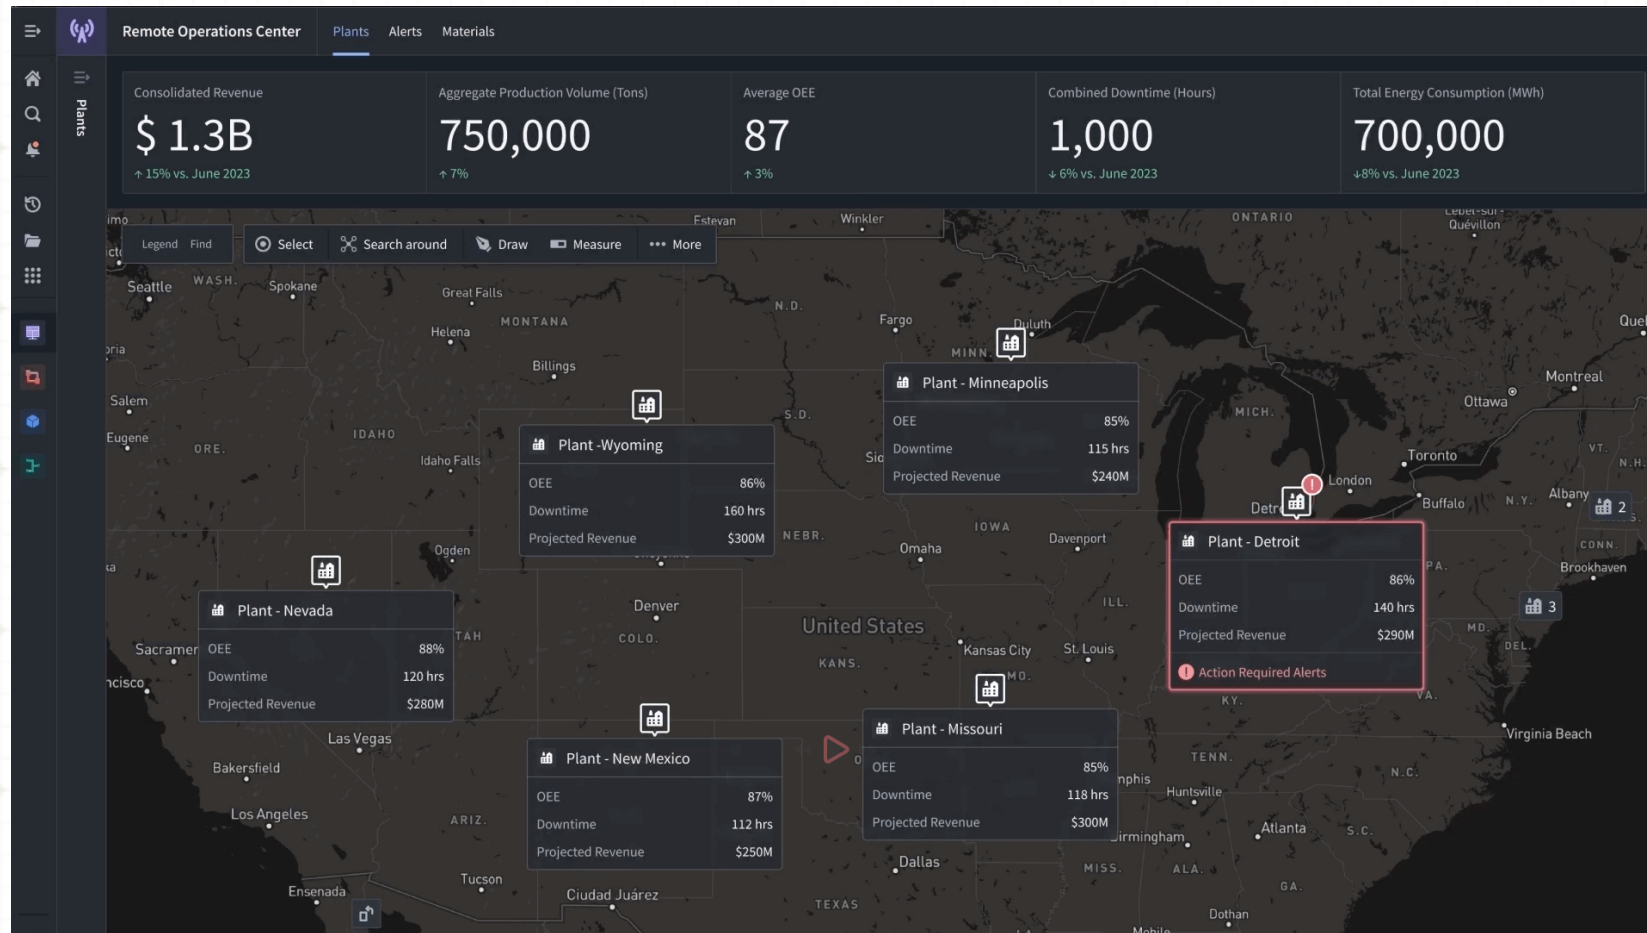 Remote Operations Center
Plants
Alerts
Materials
Plants
Consolidated Revenue
$ 1.3B
↑ 15% vs. June 2023
Aggregate Production Volume (Tons)
750,000
↑ 7%
Average OEE
87
↑ 3%
Combined Downtime (Hours)
1,000
↓ 6% vs. June 2023
Total Energy Consumption (MWh)
700,000
↓8% vs. June 2023
Legend Find
Select
Search around
Draw
Measure
More
Estevan
Winkler
ONTARIO
Quévillon
Seattle
WASH.
Spokane
Great Falls
MONTANA
Helena
N.D.
Fargo
Duluth
MINN.
Billings
Salem
Eugene
ORE.
IDAHO
Idaho Falls
S.D.
MICH.
Montreal
Ottawa
Toronto
VT.
N.H.
London
Buffalo
N.Y.
Albany
2
CONN.
Brookhaven
3
Plant - Minneapolis
OEE 85%
Downtime 115 hrs
Projected Revenue $240M
Plant -Wyoming
OEE 86%
Downtime 160 hrs
Projected Revenue $300M
NEBR.
IOWA
Omaha
Davenport
Ogden
Plant - Detroit
OEE 86%
Downtime 140 hrs
Projected Revenue $290M
Action Required Alerts
PA.
MD.
DEL.
VA.
KY.
Plant - Nevada
OEE 88%
Downtime 120 hrs
Projected Revenue $280M
Denver
COLO.
United States
KANS.
Kansas City
St. Louis
ILL.
MO.
Virginia Beach
Las Vegas
Bakersfield
Los Angeles
ARIZ.
Plant - New Mexico
OEE 87%
Downtime 112 hrs
Projected Revenue $250M
Plant - Missouri
OEE 85%
Downtime 118 hrs
Projected Revenue $300M
TENN.
N.C.
Huntsville
Atlanta
S.C.
Dallas
MISS.
ALA.
GA.
Tucson
Ensenada
Ciudad Juárez
TEXAS
Dothan